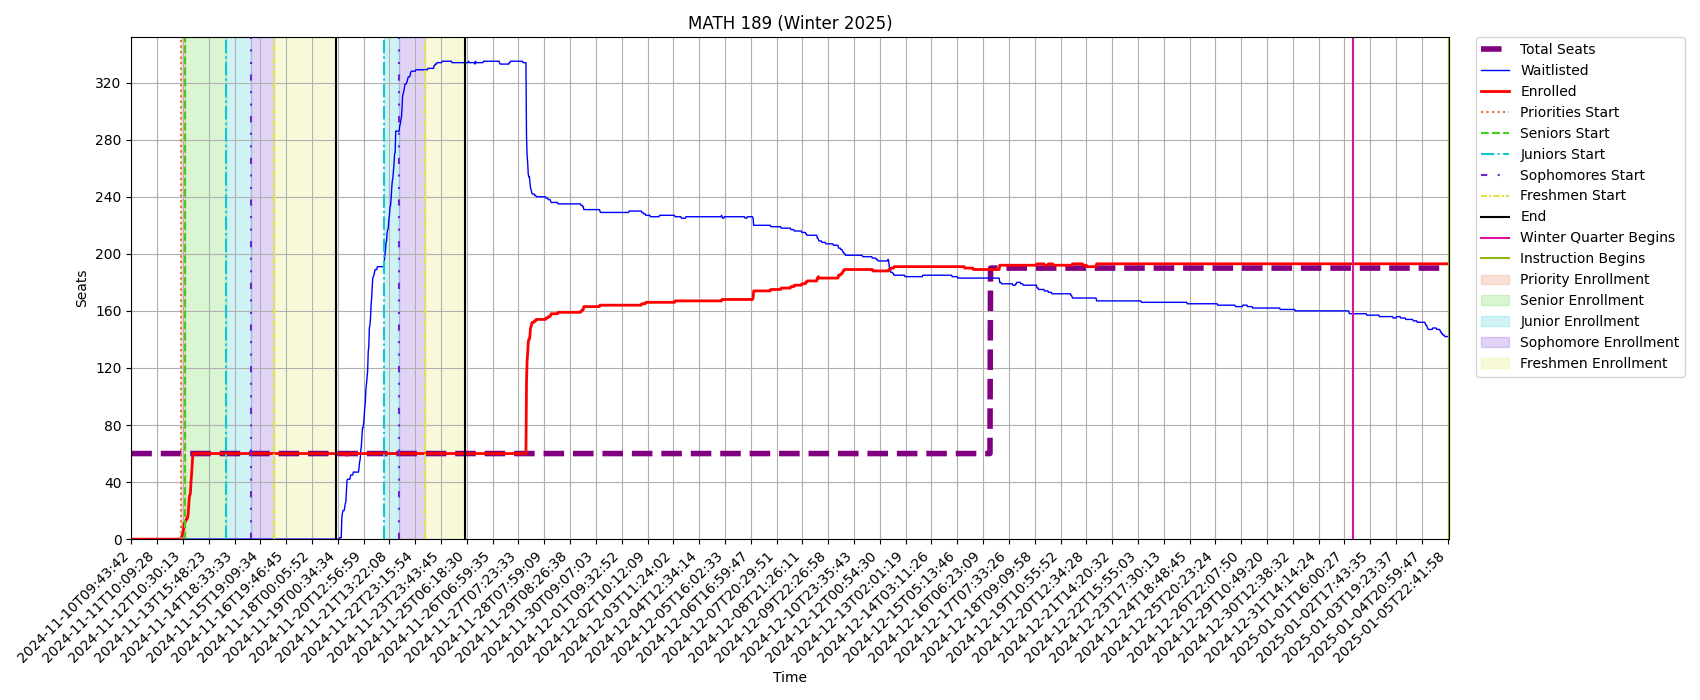 MATH 189 (Winter 2025)
Seats
320
280
240
200
160
120
80
40
0
2024-11-10T09:43:42
2024-11-11T10:09:28
2024-11-12T10:30:13
2024-11-13T15:48:23
2024-11-14T18:33:33
2024-11-15T19:09:34
2024-11-16T19:46:45
2024-11-18T00:05:52
2024-11-19T00:34:34
2024-11-20T12:56:59
2024-11-21T13:22:08
2024-11-22T23:15:54
2024-11-23T23:43:45
2024-11-25T06:18:30
2024-11-26T06:59:35
2024-11-27T07:23:33
2024-11-28T07:59:09
2024-11-29T08:26:38
2024-11-30T09:07:03
2024-12-01T09:32:52
2024-12-02T10:12:09
2024-12-03T11:24:02
2024-12-04T12:34:14
2024-12-05T16:02:33
2024-12-06T16:59:47
2024-12-07T20:29:51
2024-12-08T21:26:11
2024-12-09T22:26:58
2024-12-10T23:35:43
2024-12-12T00:54:30
2024-12-13T02:01:19
2024-12-14T03:11:26
2024-12-15T05:13:46
2024-12-16T06:23:09
2024-12-17T07:33:26
2024-12-18T09:09:58
2024-12-19T10:55:52
2024-12-20T12:34:28
2024-12-21T14:20:32
2024-12-22T15:55:03
2024-12-23T17:30:13
2024-12-24T18:48:45
2024-12-25T20:23:24
2024-12-26T22:07:50
2024-12-29T10:49:20
2024-12-30T12:38:32
2024-12-31T14:14:24
2025-01-01T16:00:27
2025-01-02T17:43:35
2025-01-03T19:23:37
2025-01-04T20:59:47
2025-01-05T22:41:58
Time
Total Seats
Waitlisted
Enrolled
Priorities Start
Seniors Start
Juniors Start
Sophomores Start
Freshmen Start
End
Winter Quarter Begins
Instruction Begins
Priority Enrollment
Senior Enrollment
Junior Enrollment
Sophomore Enrollment
Freshmen Enrollment